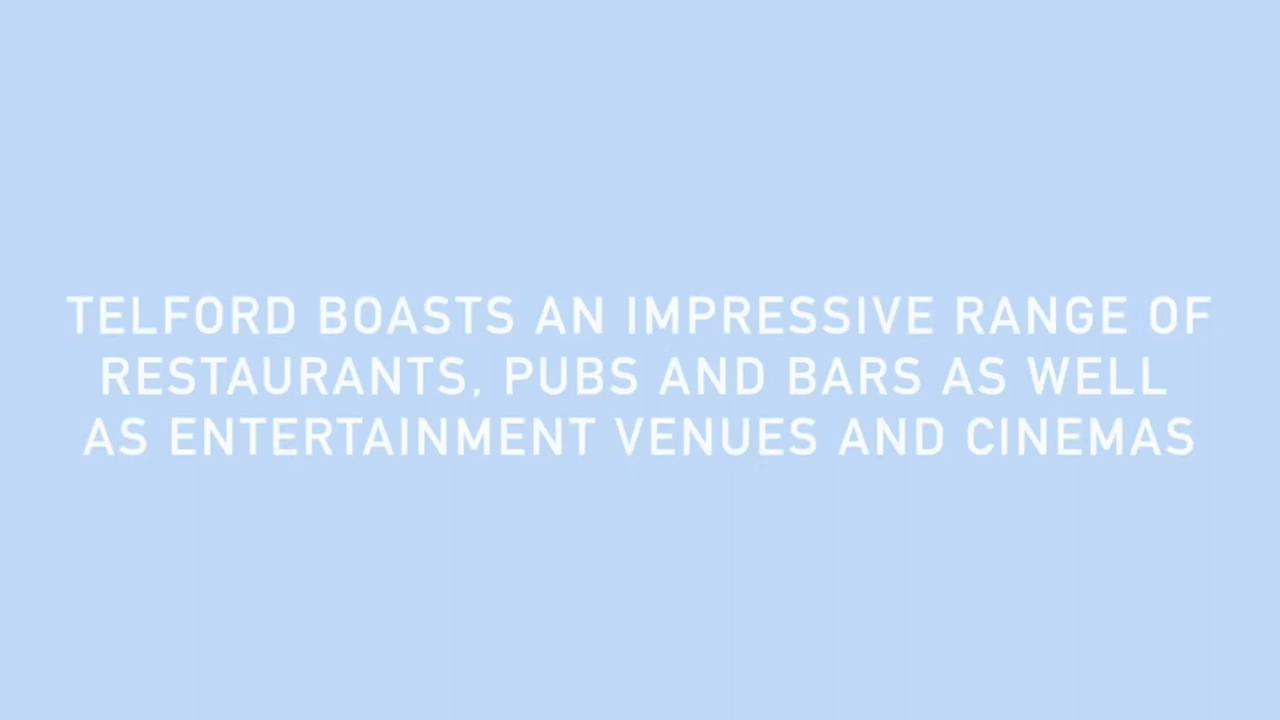 TELFORD BOASTS AN IMPRESSIVE RANGE OF
RESTAURANTS, PUBS AND BARS AS WELL
AS ENTERTAINMENT VENUES AND CINEMAS